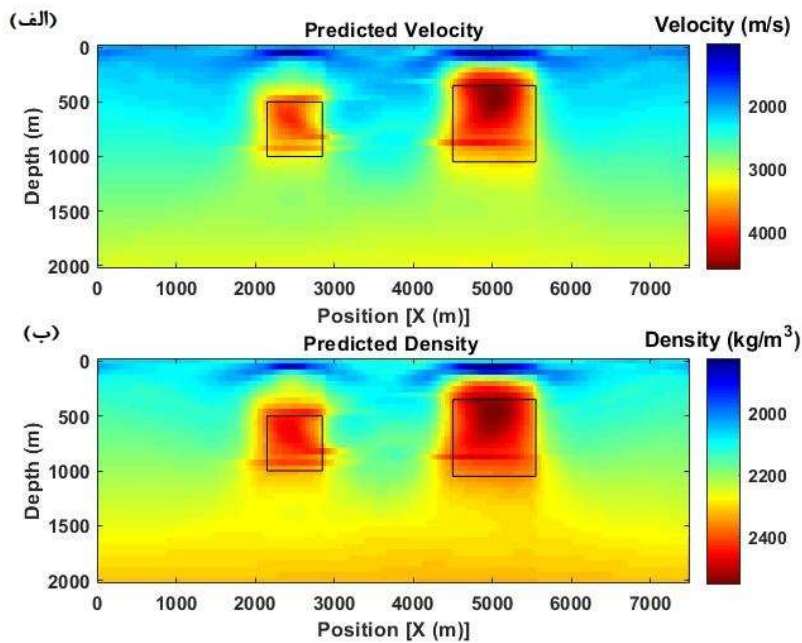 (الف)
Predicted Velocity
Velocity (m/s)
0
500
1000
1500
2000
Depth (m)
0 1000 2000 3000 4000 5000 6000 7000
Position [X (m)]
2000
3000
4000
(ب)
Predicted Density
Density (kg/m³)
0
500
1000
1500
2000
Depth (m)
0 1000 2000 3000 4000 5000 6000 7000
Position [X (m)]
2000
2200
2400